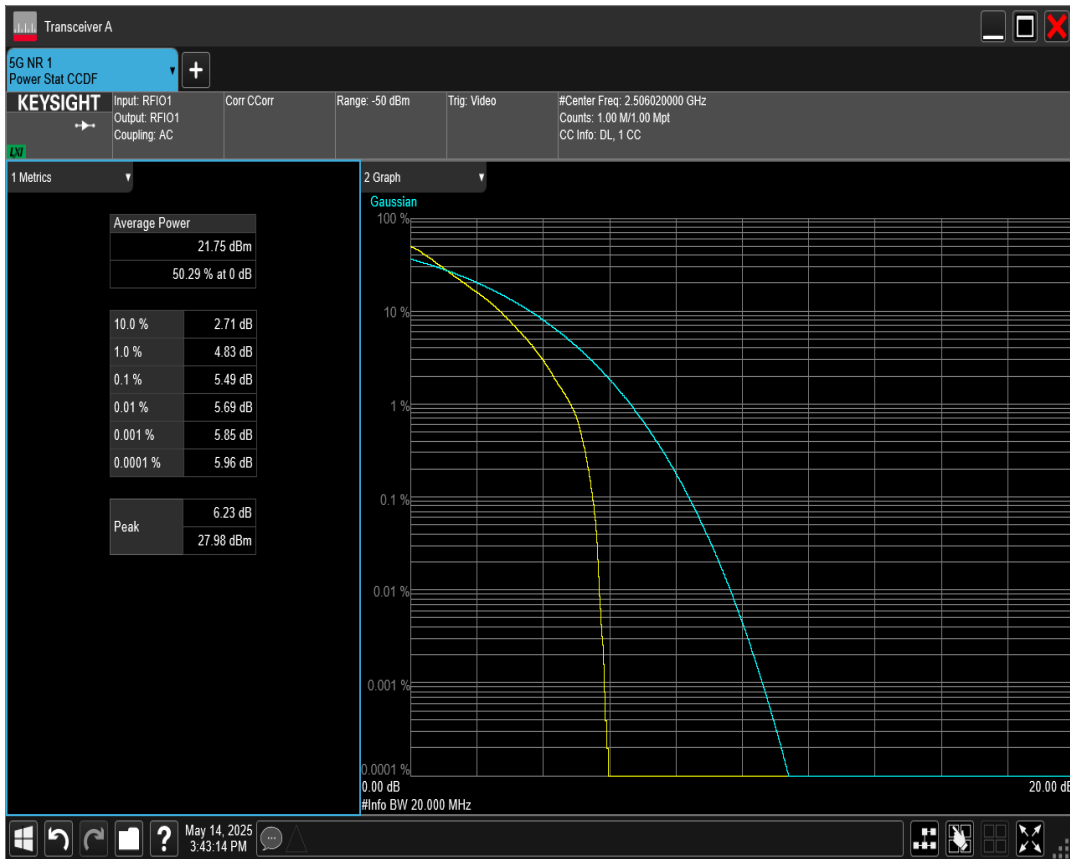 Transceiver A
5G NR 1
Power Stat CCDF
+
KEYSIGHT
LXI
Input: RFIO1
Output: RFIO1
Coupling: AC
Corr CCorr
Range: -50 dBm
Trig: Video
#Center Freq: 2.506020000 GHz
Counts: 1.00 M/1.00 Mpt
CC Info: DL, 1 CC
1 Metrics
Average Power
21.75 dBm
50.29 % at 0 dB
10.0 % 2.71 dB
1.0 % 4.83 dB
0.1 % 5.49 dB
0.01 % 5.69 dB
0.001 % 5.85 dB
0.0001 % 5.96 dB
Peak
6.23 dB
27.98 dBm
2 Graph
Gaussian
100 %
10 %
1 %
0.1 %
0.01 %
0.001 %
0.0001 %
0.00 dB
20.00 dB
#Info BW 20.000 MHz
?
May 14, 2025
3:43:14 PM